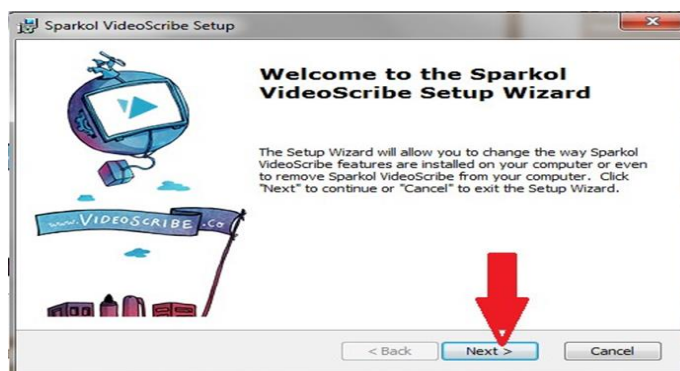 Sparkol VideoScribe Setup
Welcome to the Sparkol
VideoScribe Setup Wizard
The Setup Wizard will allow you to change the way Sparkol
VideoScribe features are installed on your computer or even
to remove Sparkol VideoScribe from your computer. Click
"Next" to continue or "Cancel" to exit the Setup Wizard.
www.VIDEOSCRIBE.Co
< Back Next > Cancel